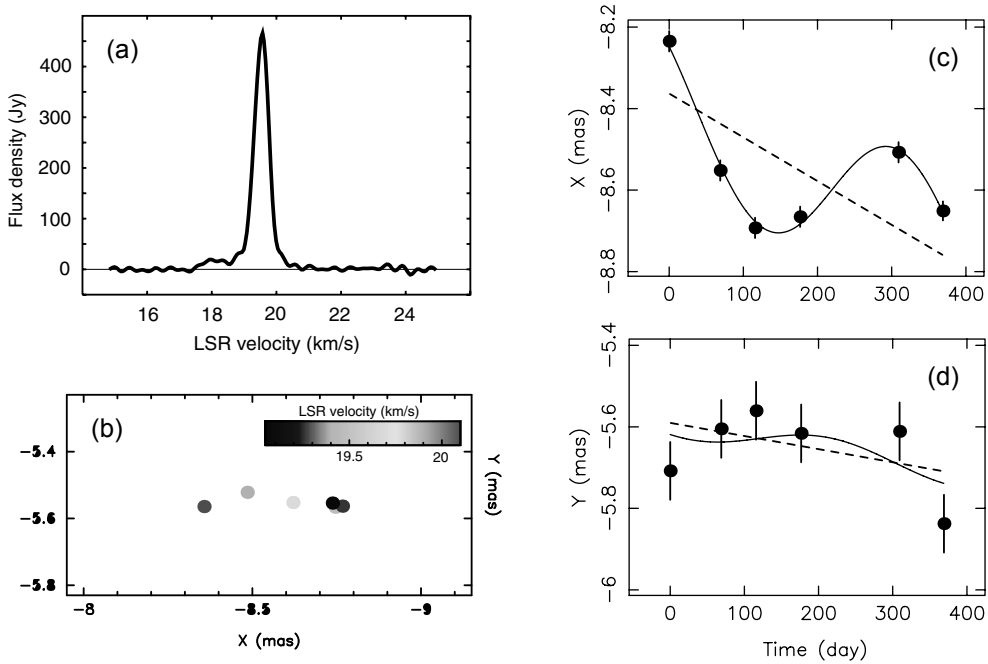 (a)
Flux density (Jy)
400
300
200
100
0
16 18 20 22 24
LSR velocity (km/s)
(b)
LSR velocity (km/s)
19.5 20
−5.4
−5.6
−5.8
Y (mas)
−8 −8.5 −9
X (mas)
(c)
X (mas)
−8.2
−8.4
−8.6
−8.8
0 100 200 300 400
(d)
Y (mas)
−5.4
−5.6
−5.8
−6
0 100 200 300 400
Time (day)